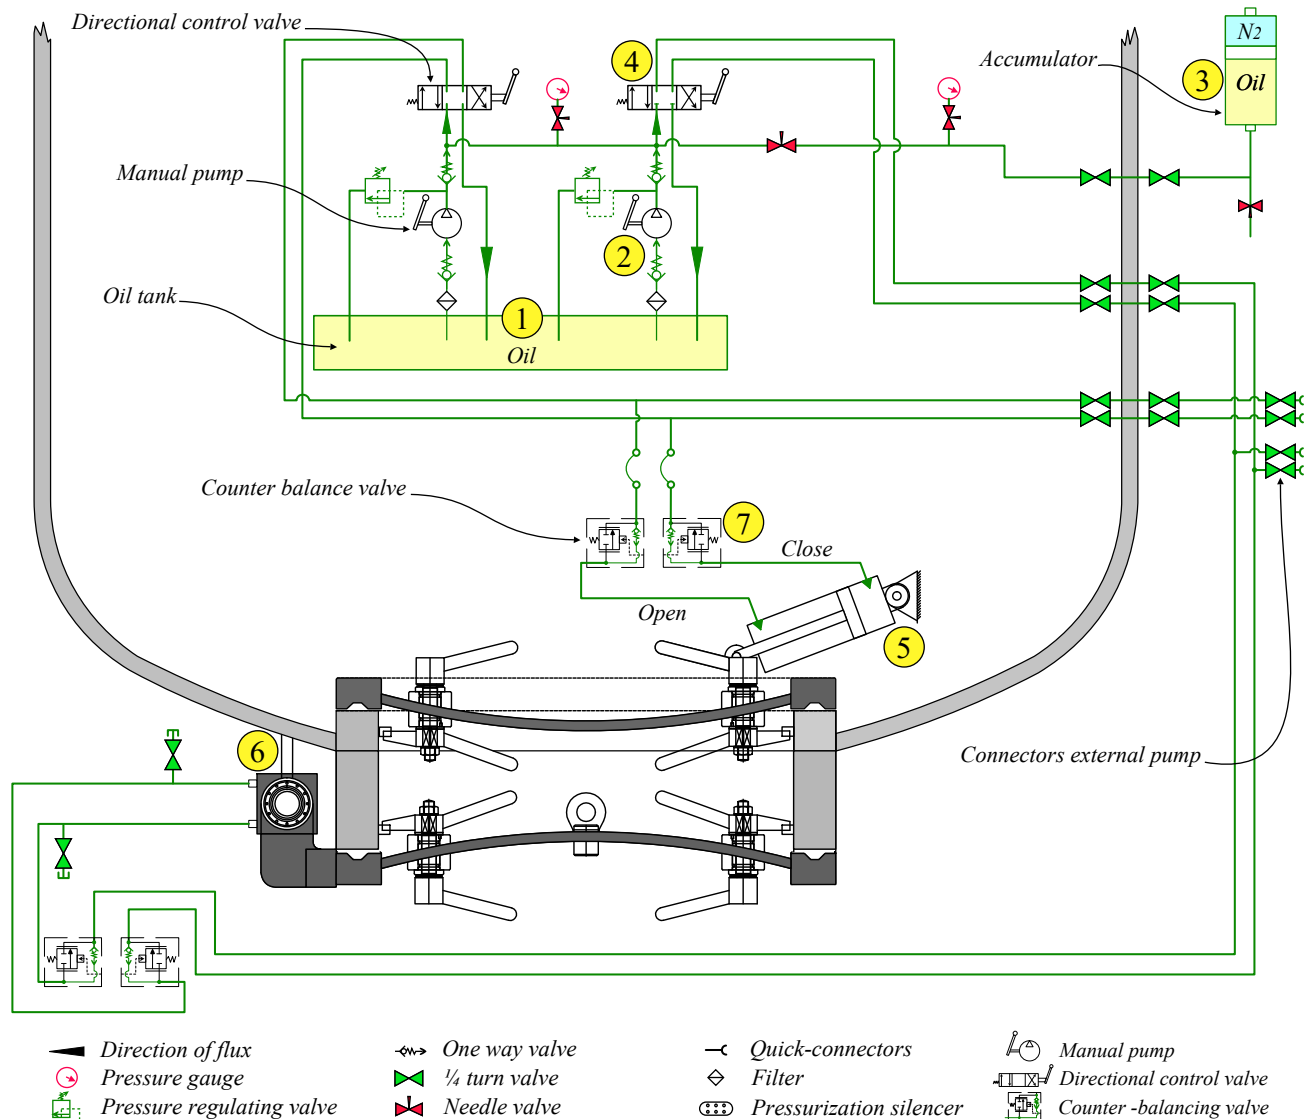 Directional control valve
4
N2
Accumulator
3
Oil
Manual pump
2
Oil tank
1
Oil
Counter balance valve
7
Close
Open
5
6
Connectors external pump
Direction of flux
One way valve
Quick-connectors
Manual pump
Pressure gauge
¼ turn valve
Filter
Directional control valve
Pressure regulating valve
Needle valve
Pressurization silencer
Counter -balancing valve